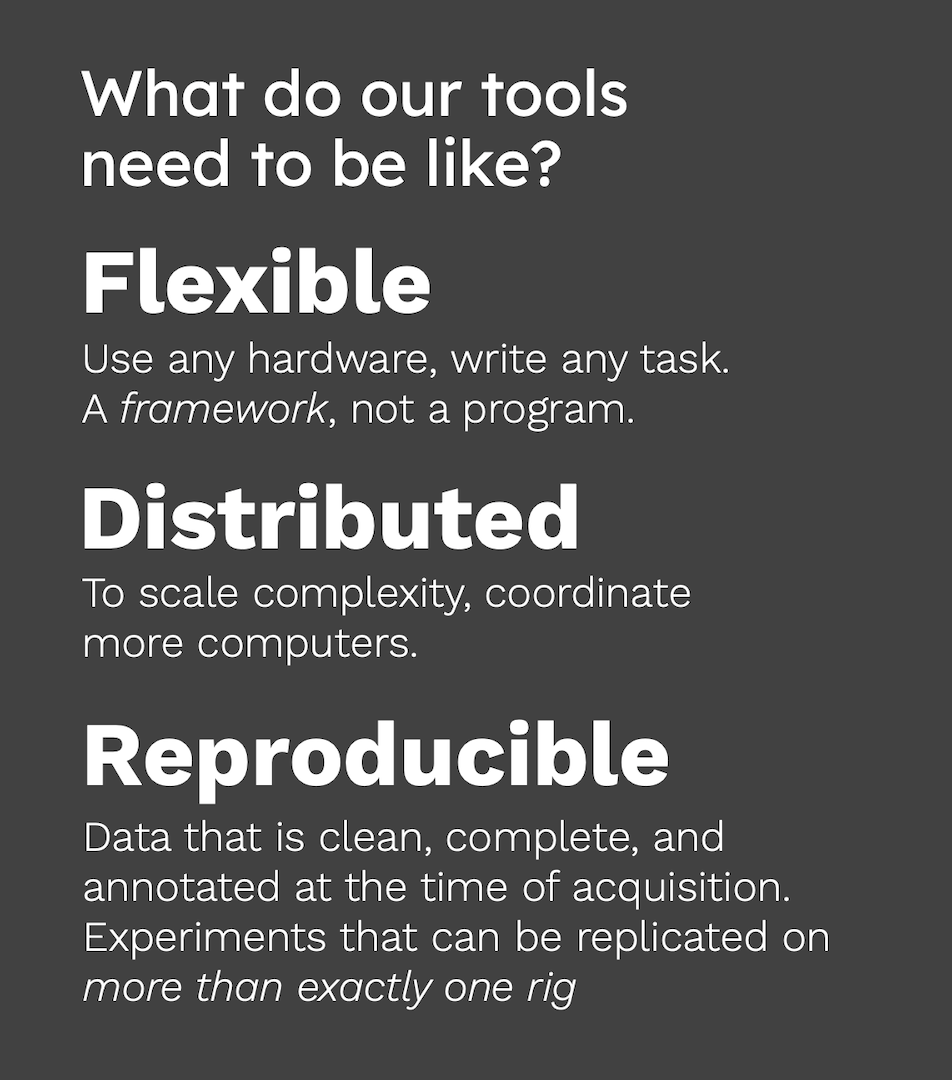 What do our tools
need to be like?
Flexible
Use any hardware, write any task.
A framework, not a program.
Distributed
To scale complexity, coordinate
more computers.
Reproducible
Data that is clean, complete, and
annotated at the time of acquisition.
Experiments that can be replicated on
more than exactly one rig